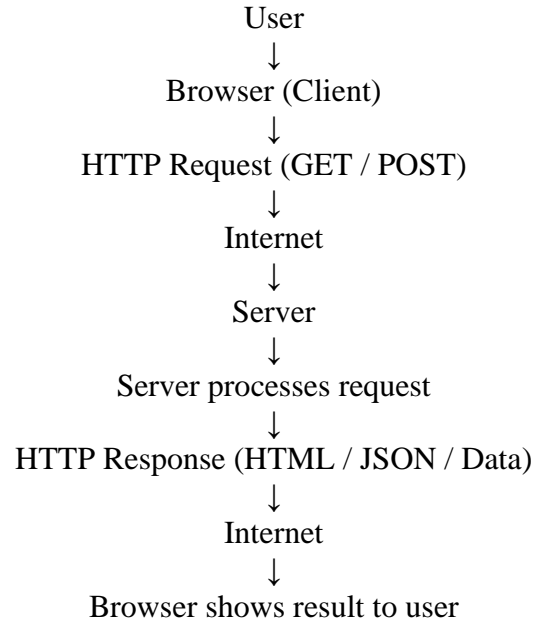 User
↓
Browser (Client)
↓
HTTP Request (GET / POST)
↓
Internet
↓
Server
↓
Server processes request
↓
HTTP Response (HTML / JSON / Data)
↓
Internet
↓
Browser shows result to user